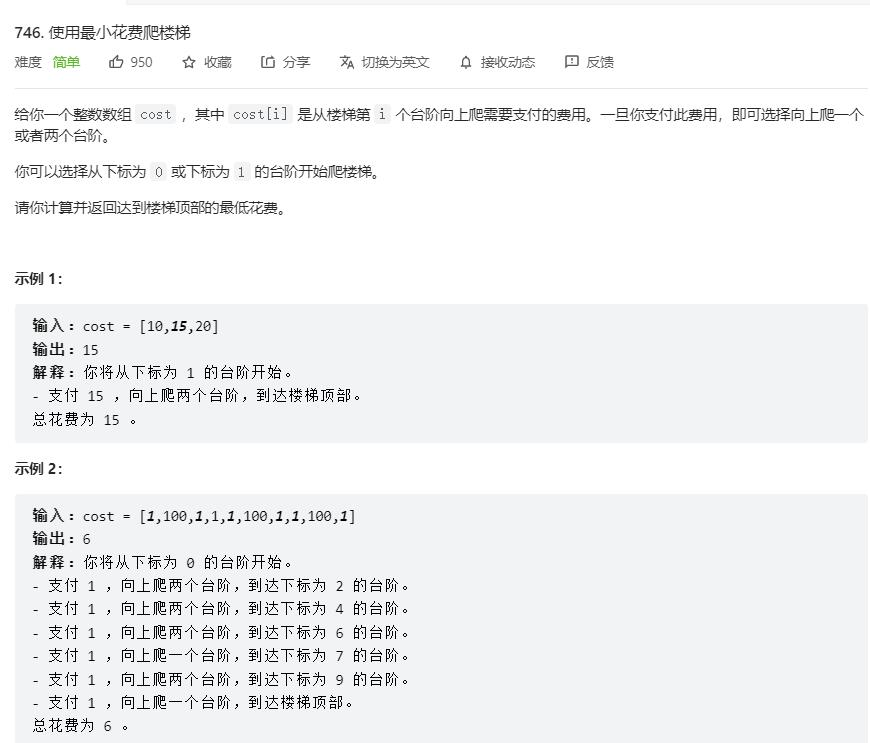 746. 使用最小花费爬楼梯
难度 简单 950 收藏 分享 切换为英文 接收动态 反馈
给你一个整数数组 cost ，其中 cost[i] 是从楼梯第 i 个台阶向上爬需要支付的费用。一旦你支付此费用，即可选择向上爬一个
或者两个台阶。
你可以选择从下标为 0 或下标为 1 的台阶开始爬楼梯。
请你计算并返回达到楼梯顶部的最低花费。
示例 1：
输入：cost = [10,15,20]
输出：15
解释：你将从下标为 1 的台阶开始。
- 支付 15 ，向上爬两个台阶，到达楼梯顶部。
总花费为 15 。
示例 2：
输入：cost = [1,100,1,1,1,100,1,1,100,1]
输出：6
解释：你将从下标为 0 的台阶开始。
- 支付 1 ，向上爬两个台阶，到达下标为 2 的台阶。
- 支付 1 ，向上爬两个台阶，到达下标为 4 的台阶。
- 支付 1 ，向上爬两个台阶，到达下标为 6 的台阶。
- 支付 1 ，向上爬一个台阶，到达下标为 7 的台阶。
- 支付 1 ，向上爬两个台阶，到达下标为 9 的台阶。
- 支付 1 ，向上爬一个台阶，到达楼梯顶部。
总花费为 6 。